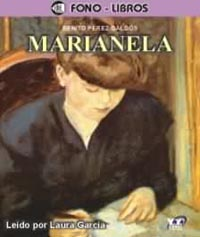 FONO - LIBROS
BENITO PÉREZ GALDÓS
MARIANELA
Leído por Laura García